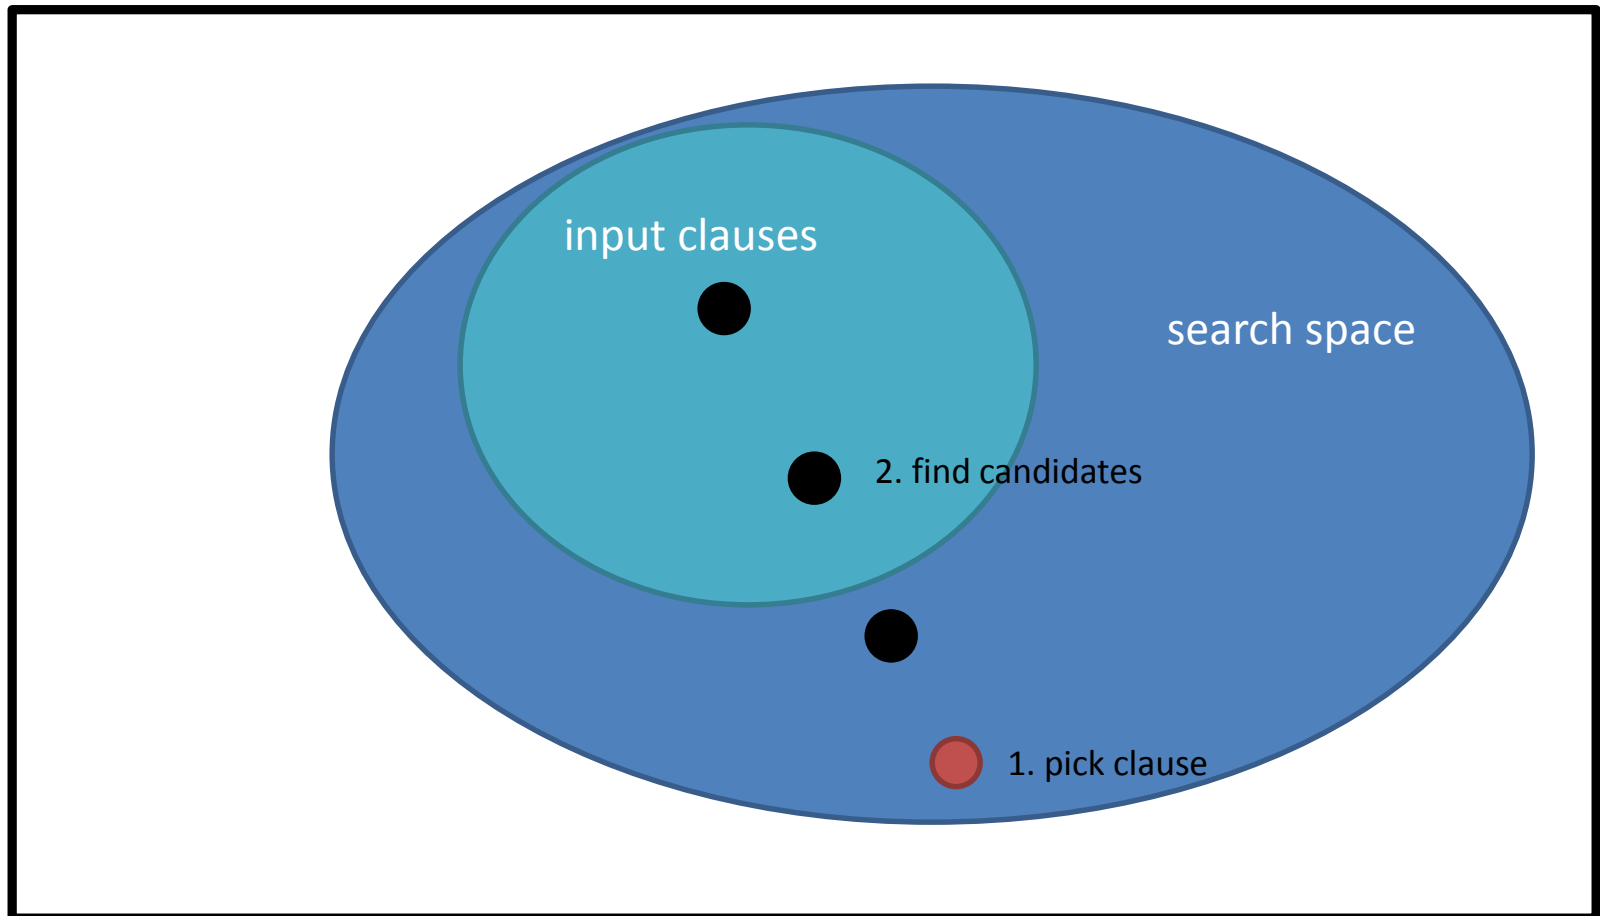 input clauses
search space
2. find candidates
1. pick clause